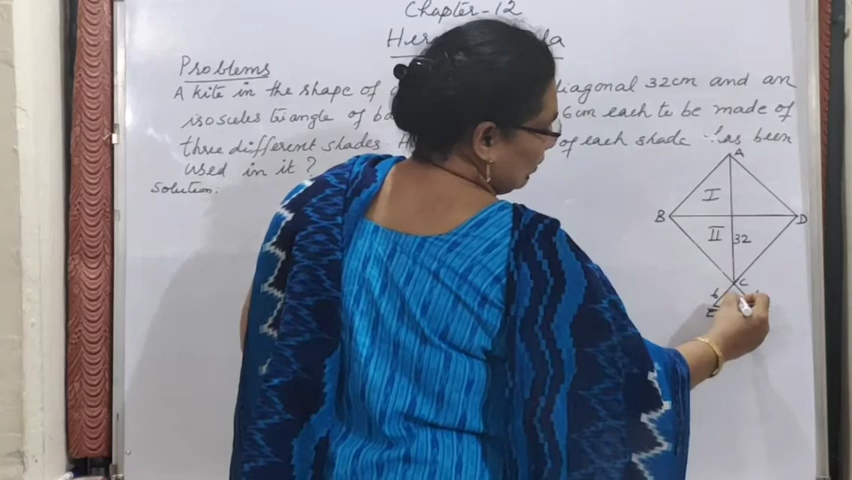 Chapter-12
Problems
A kite in the shape of diagonal 32cm and an
isosceles triangle of 6cm each to be made of
three different shades. of each shade has been
used in it?
Solution:
A
I
B
D
II
32
C
6
E